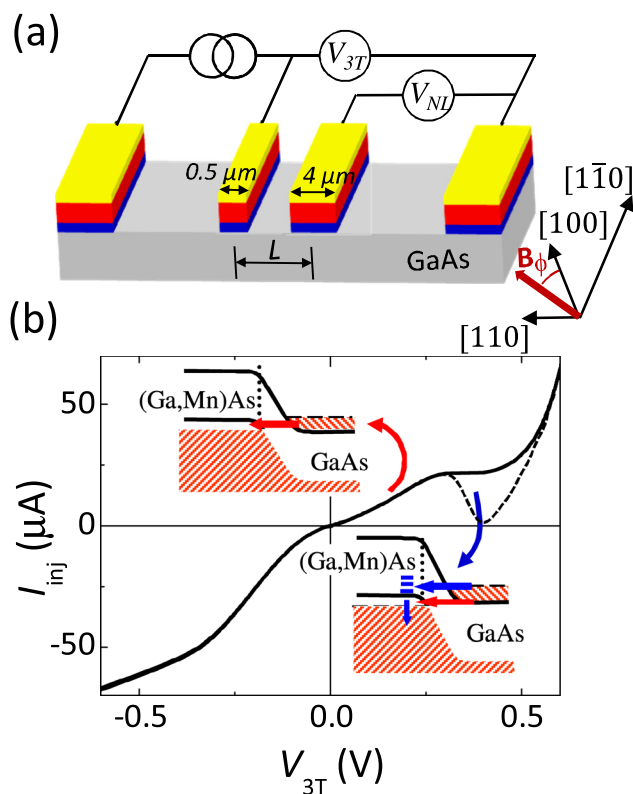 (a)
V3T
VNL
0.5 μm
4 μm
L
GaAs
[11̄0]
[100]
Bϕ
[110]
(b)
50
(Ga,Mn)As
GaAs
0
(Ga,Mn)As
GaAs
-50
Iinj (μA)
-0.5
0.0
0.5
V3T (V)